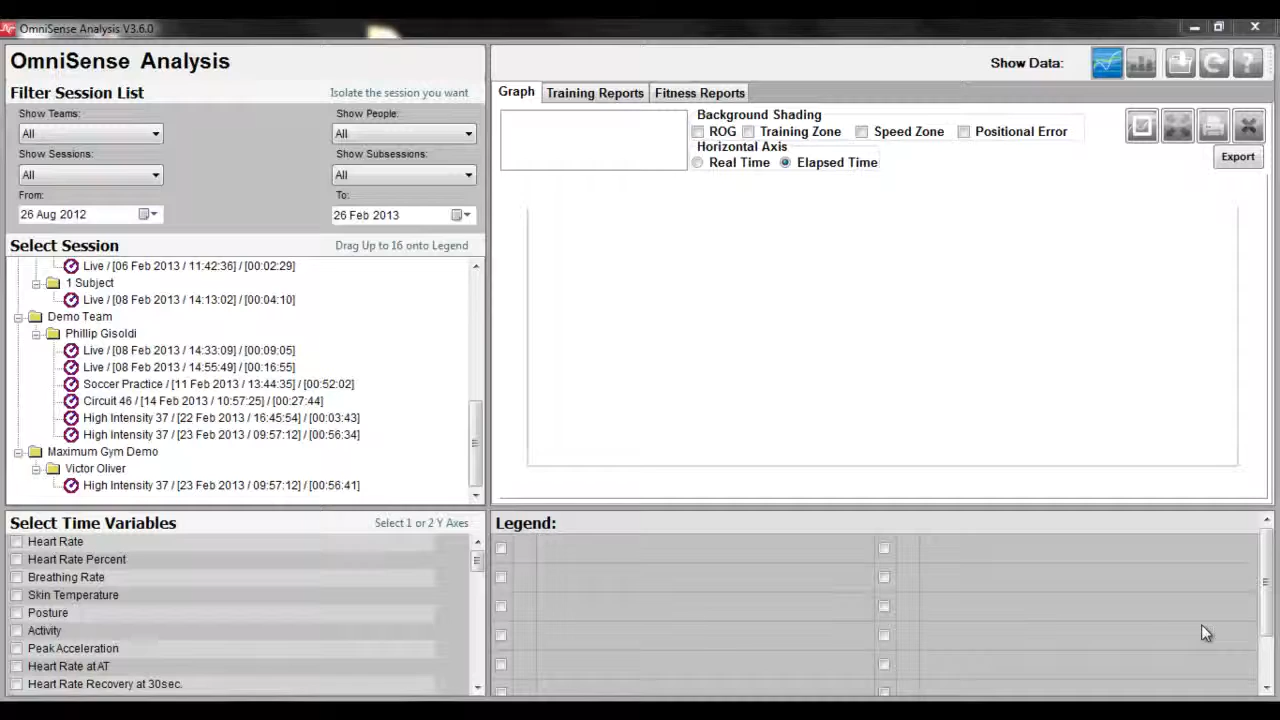 OmniSense Analysis V3.6.0
OmniSense Analysis
Show Data:
Filter Session List
Isolate the session you want
Show Teams:
All
Show People:
All
Show Sessions:
All
Show Subsessions:
All
From:
26 Aug 2012
To:
26 Feb 2013
Select Session
Drag Up to 16 onto Legend
Live / [06 Feb 2013 / 11:42:36] / [00:02:29]
1 Subject
Live / [08 Feb 2013 / 14:13:02] / [00:04:10]
Demo Team
Phillip Gisoldi
Live / [08 Feb 2013 / 14:33:09] / [00:09:05]
Live / [08 Feb 2013 / 14:55:49] / [00:16:55]
Soccer Practice / [11 Feb 2013 / 13:44:35] / [00:52:02]
Circuit 46 / [14 Feb 2013 / 10:57:25] / [00:27:44]
High Intensity 37 / [22 Feb 2013 / 16:45:54] / [00:03:43]
High Intensity 37 / [23 Feb 2013 / 09:57:12] / [00:56:34]
Maximum Gym Demo
Victor Oliver
High Intensity 37 / [23 Feb 2013 / 09:57:12] / [00:56:41]
Select Time Variables
Select 1 or 2 Y Axes
Heart Rate
Heart Rate Percent
Breathing Rate
Skin Temperature
Posture
Activity
Peak Acceleration
Heart Rate at AT
Heart Rate Recovery at 30sec.
Graph
Training Reports
Fitness Reports
Background Shading
ROG
Training Zone
Speed Zone
Positional Error
Horizontal Axis
Real Time
Elapsed Time
Export
Legend: